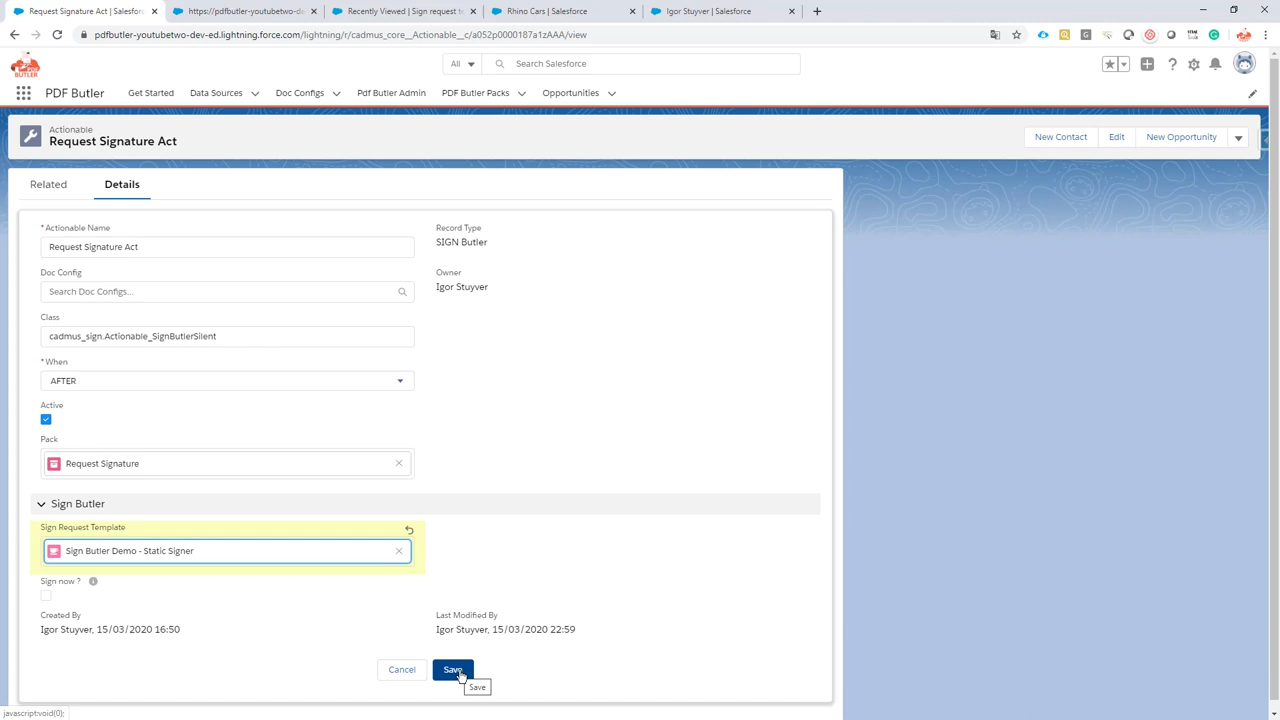 Request Signature Act | Salesforce
https://pdfbutler-youtubetwo-de
Recently Viewed | Sign request te
Rhino Cars | Salesforce
Igor Stuyver | Salesforce
pdfbutler-youtubetwo-dev-ed.lightning.force.com/lightning/r/cadmus_core__Actionable__c/a052p0000187a1zAAA/view
PDF BUTLER
All
Search Salesforce
PDF Butler
Get Started
Data Sources
Doc Configs
Pdf Butler Admin
PDF Butler Packs
Opportunities
Actionable
Request Signature Act
New Contact
Edit
New Opportunity
Related
Details
* Actionable Name
Request Signature Act
Record Type
SIGN Butler
Doc Config
Search Doc Configs...
Owner
Igor Stuyver
Class
cadmus_sign.Actionable_SignButlerSilent
* When
AFTER
Active
Pack
Request Signature
Sign Butler
Sign Request Template
Sign Butler Demo - Static Signer
Sign now ?
Created By
Igor Stuyver, 15/03/2020 16:50
Last Modified By
Igor Stuyver, 15/03/2020 22:59
Cancel
Save
Save
javascript:void(0);